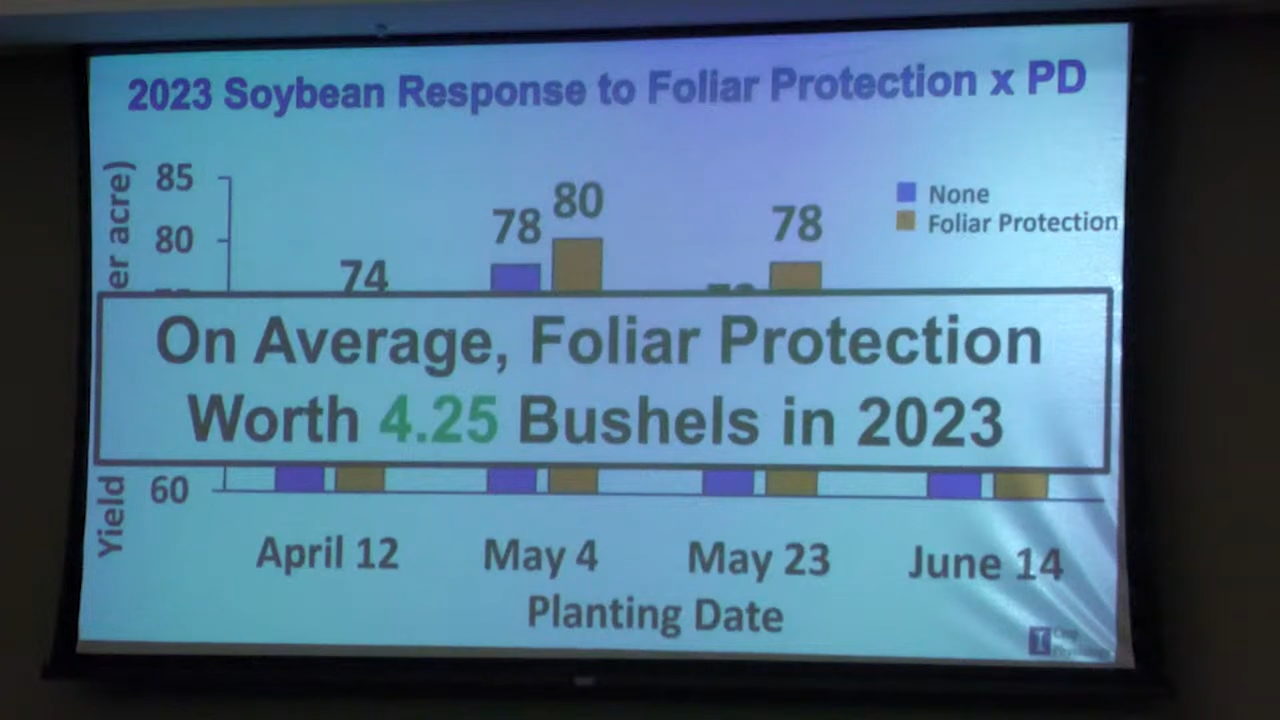 2023 Soybean Response to Foliar Protection x PD
85
80
er acre)
Yield
60
74
78
80
78
None
Foliar Protection
On Average, Foliar Protection
Worth 4.25 Bushels in 2023
April 12
May 4
May 23
June 14
Planting Date
I